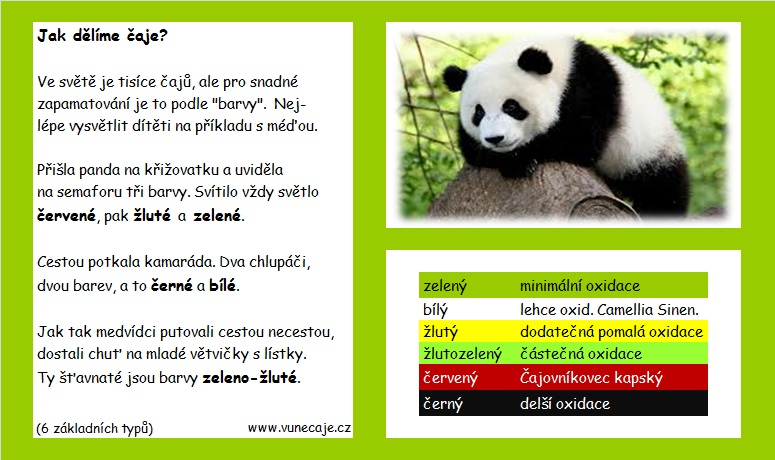 Jak dělíme čaje?
Ve světě je tisíce čajů, ale pro snadné
zapamatování je to podle "barvy". Nej-
lépe vysvětlit dítěti na příkladu s méďou.
Přišla panda na křižovatku a uviděla
na semaforu tři barvy. Svítilo vždy světlo
červené, pak žluté a zelené.
Cestou potkala kamaráda. Dva chlupáči,
dvou barev, a to černé a bílé.
Jak tak medvídci putovali cestou necestou,
dostali chuť na mladé větvičky s lístky.
Ty šťavnaté jsou barvy zeleno-žluté.
(6 základních typů) www.vunecaje.cz
zelený minimální oxidace
bílý lehce oxid. Camellia Sinen.
žlutý dodatečná pomalá oxidace
žlutozelený částečná oxidace
červený Čajovníkovec kapský
černý delší oxidace